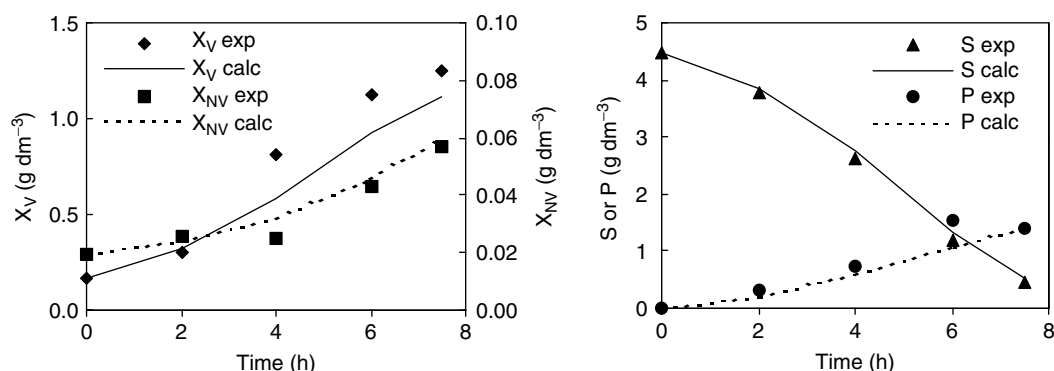 X_V (g dm⁻³)
1.5
1.0
0.5
0.0
X_V exp
X_V calc
X_NV exp
X_NV calc
0.10
0.08
0.06
0.04
0.02
0.00
X_NV (g dm⁻³)
0 2 4 6 8
Time (h)
S or P (g dm⁻³)
5
4
3
2
1
0
S exp
S calc
P exp
P calc
0 2 4 6 8
Time (h)